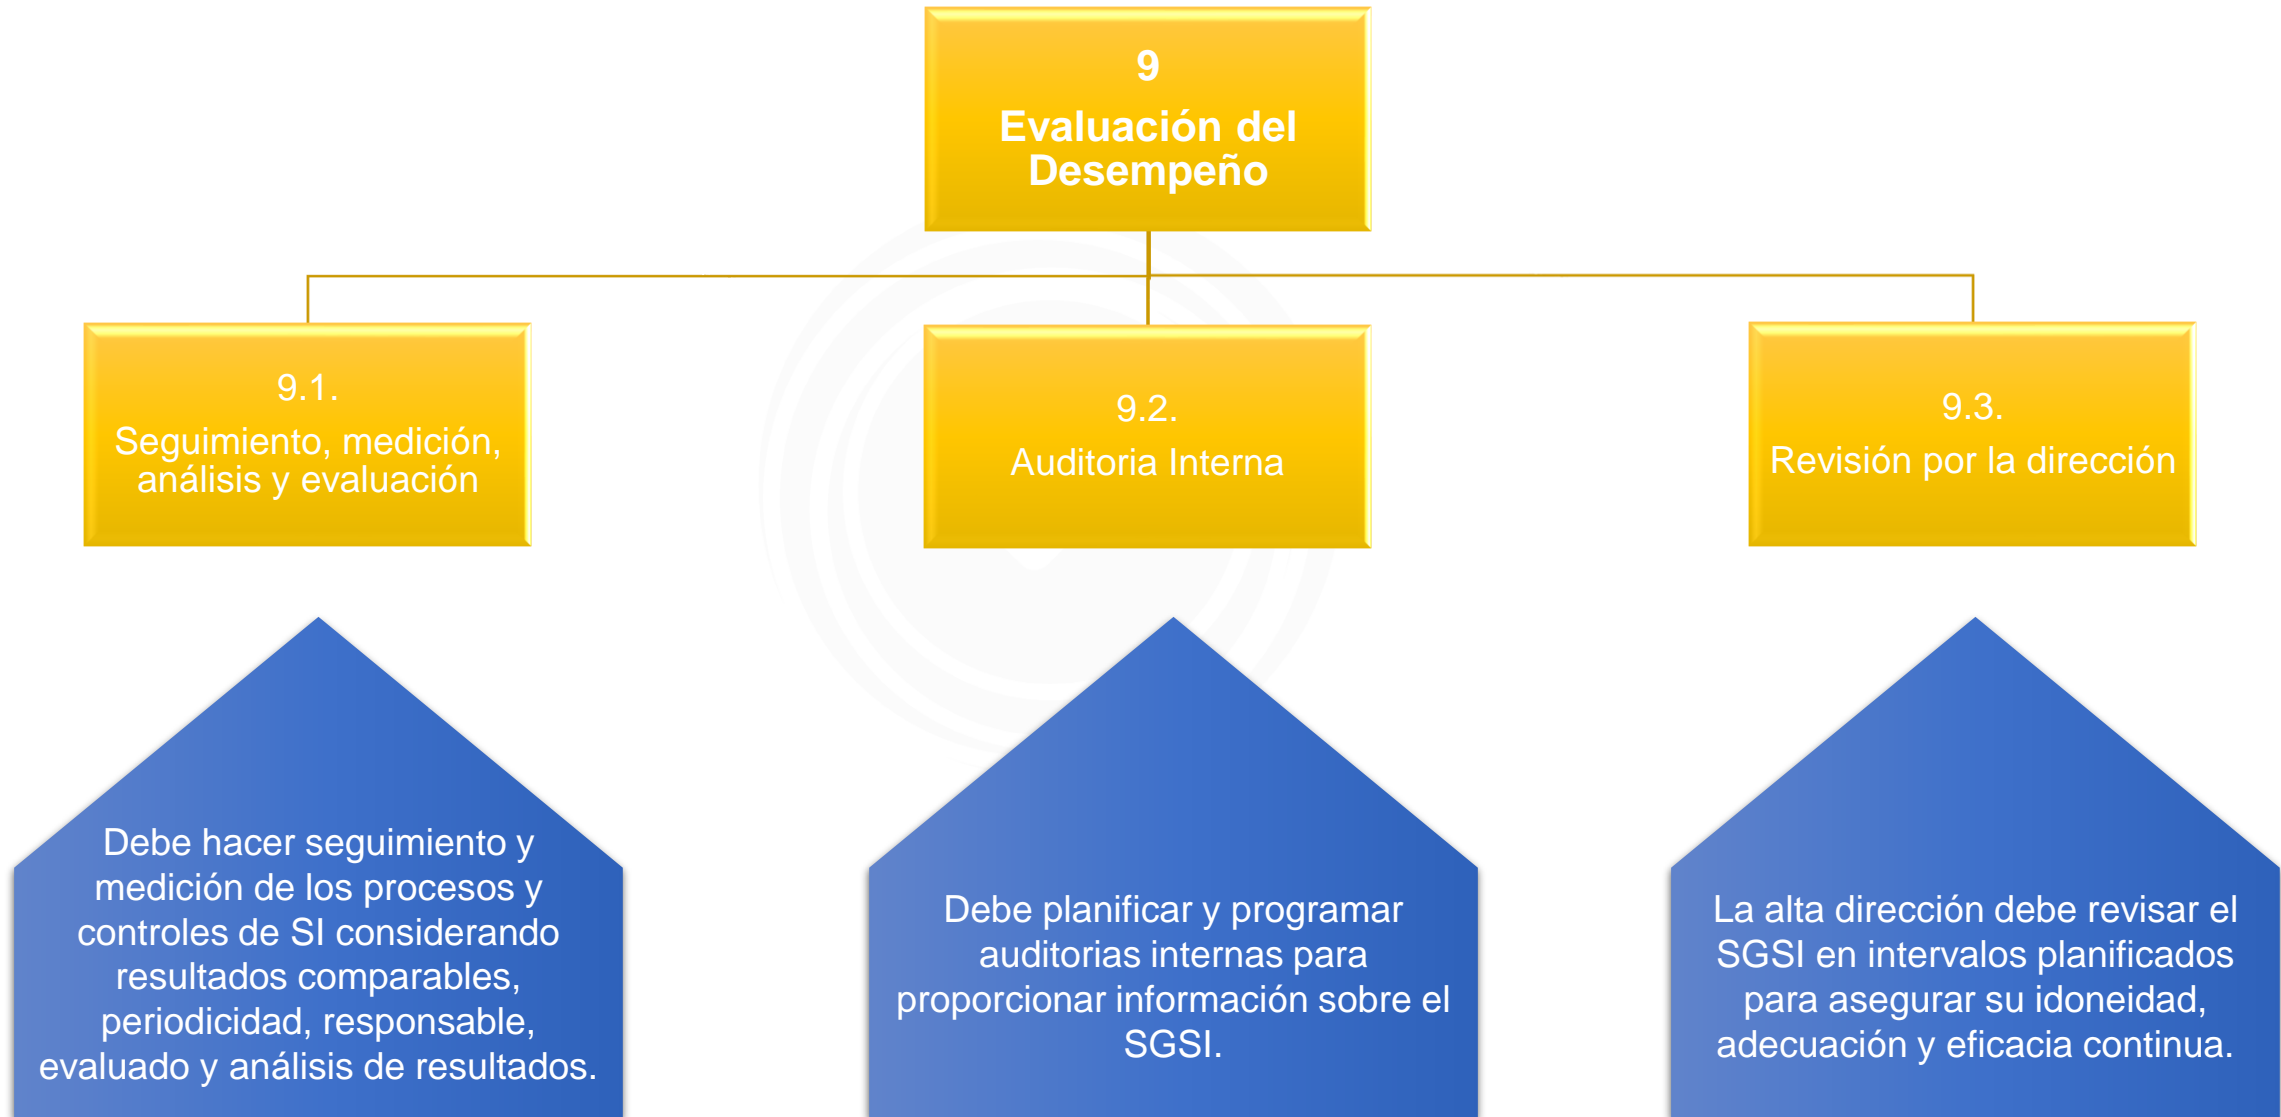 9
Evaluación del
Desempeño
9.1.
Seguimiento, medición,
análisis y evaluación
9.2.
Auditoria Interna
9.3.
Revisión por la dirección
Debe hacer seguimiento y
medición de los procesos y
controles de SI considerando
resultados comparables,
periodicidad, responsable,
evaluado y análisis de resultados.
Debe planificar y programar
auditorias internas para
proporcionar información sobre el
SGSI.
La alta dirección debe revisar el
SGSI en intervalos planificados
para asegurar su idoneidad,
adecuación y eficacia continua.